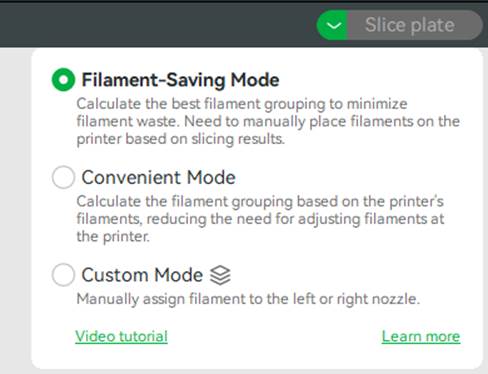 Slice plate
Filament-Saving Mode
Calculate the best filament grouping to minimize
filament waste. Need to manually place filaments on the
printer based on slicing results.
Convenient Mode
Calculate the filament grouping based on the printer's
filaments, reducing the need for adjusting filaments at
the printer.
Custom Mode
Manually assign filament to the left or right nozzle.
Video tutorial
Learn more